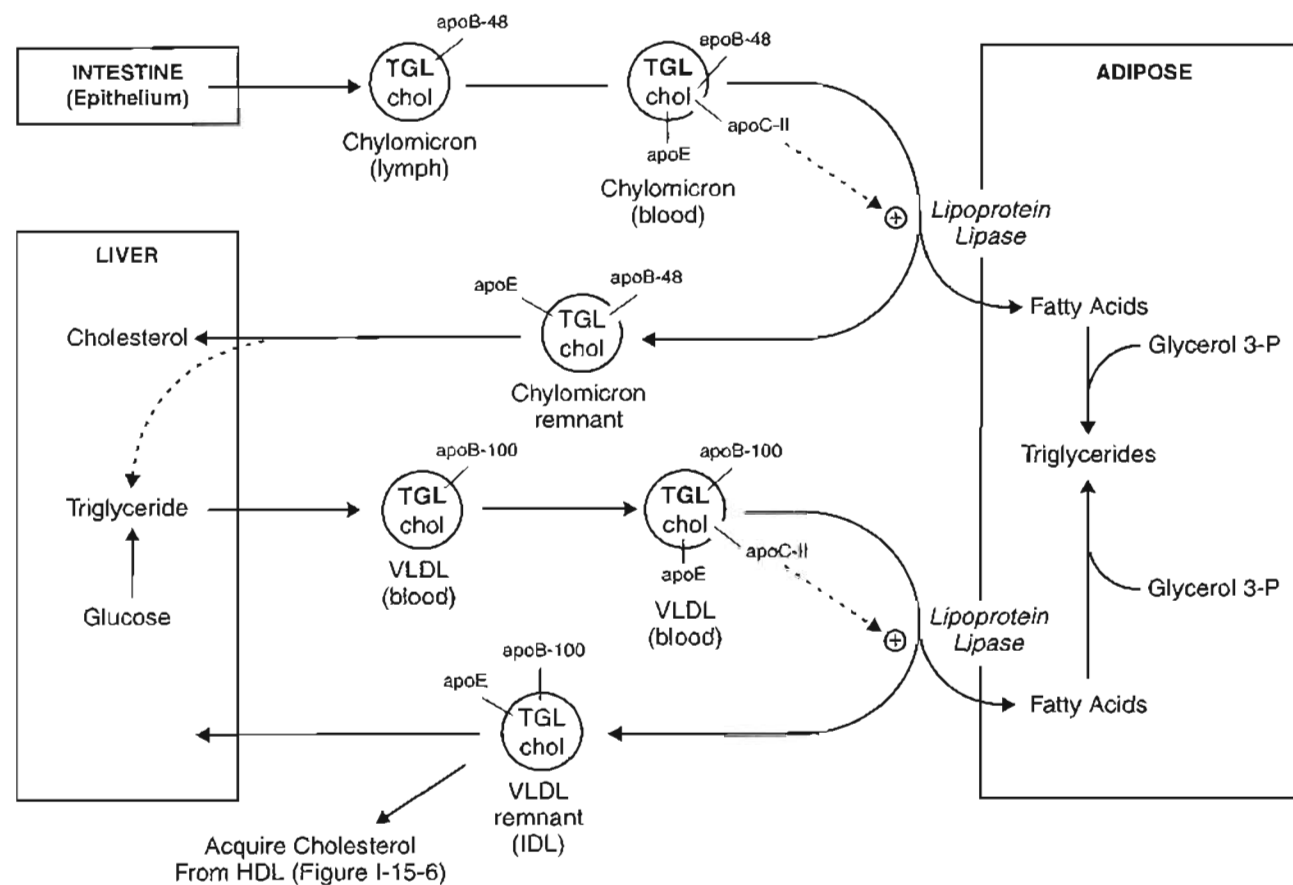 apoB-48
INTESTINE
(Epithelium)
TGL
chol
Chylomicron
(lymph)
apoB-48
TGL
chol
apoC-II
apoE
Chylomicron
(blood)
ADIPOSE
Lipoprotein
Lipase
LIVER
apoE
apoB-48
TGL
chol
Chylomicron
remnant
Cholesterol
Fatty Acids
Glycerol 3-P
Triglycerides
apoB-100
TGL
chol
VLDL
(blood)
apoB-100
TGL
chol
apoC-II
apoE
VLDL
(blood)
Triglyceride
Glucose
Glycerol 3-P
Lipoprotein
Lipase
Fatty Acids
apoB-100
apoE
TGL
chol
VLDL
remnant
(IDL)
Acquire Cholesterol
From HDL (Figure I-15-6)